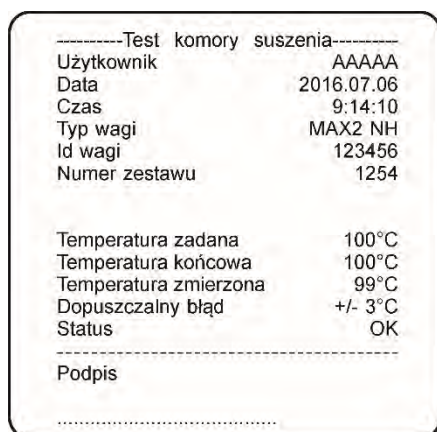 ----------Test komory suszenia----------
Użytkownik AAAAA
Data 2016.07.06
Czas 9:14:10
Typ wagi MAX2 NH
Id wagi 123456
Numer zestawu 1254
Temperatura zadana 100°C
Temperatura końcowa 100°C
Temperatura zmierzona 99°C
Dopuszczalny błąd +/- 3°C
Status OK
----------------------------------------
Podpis
........................................